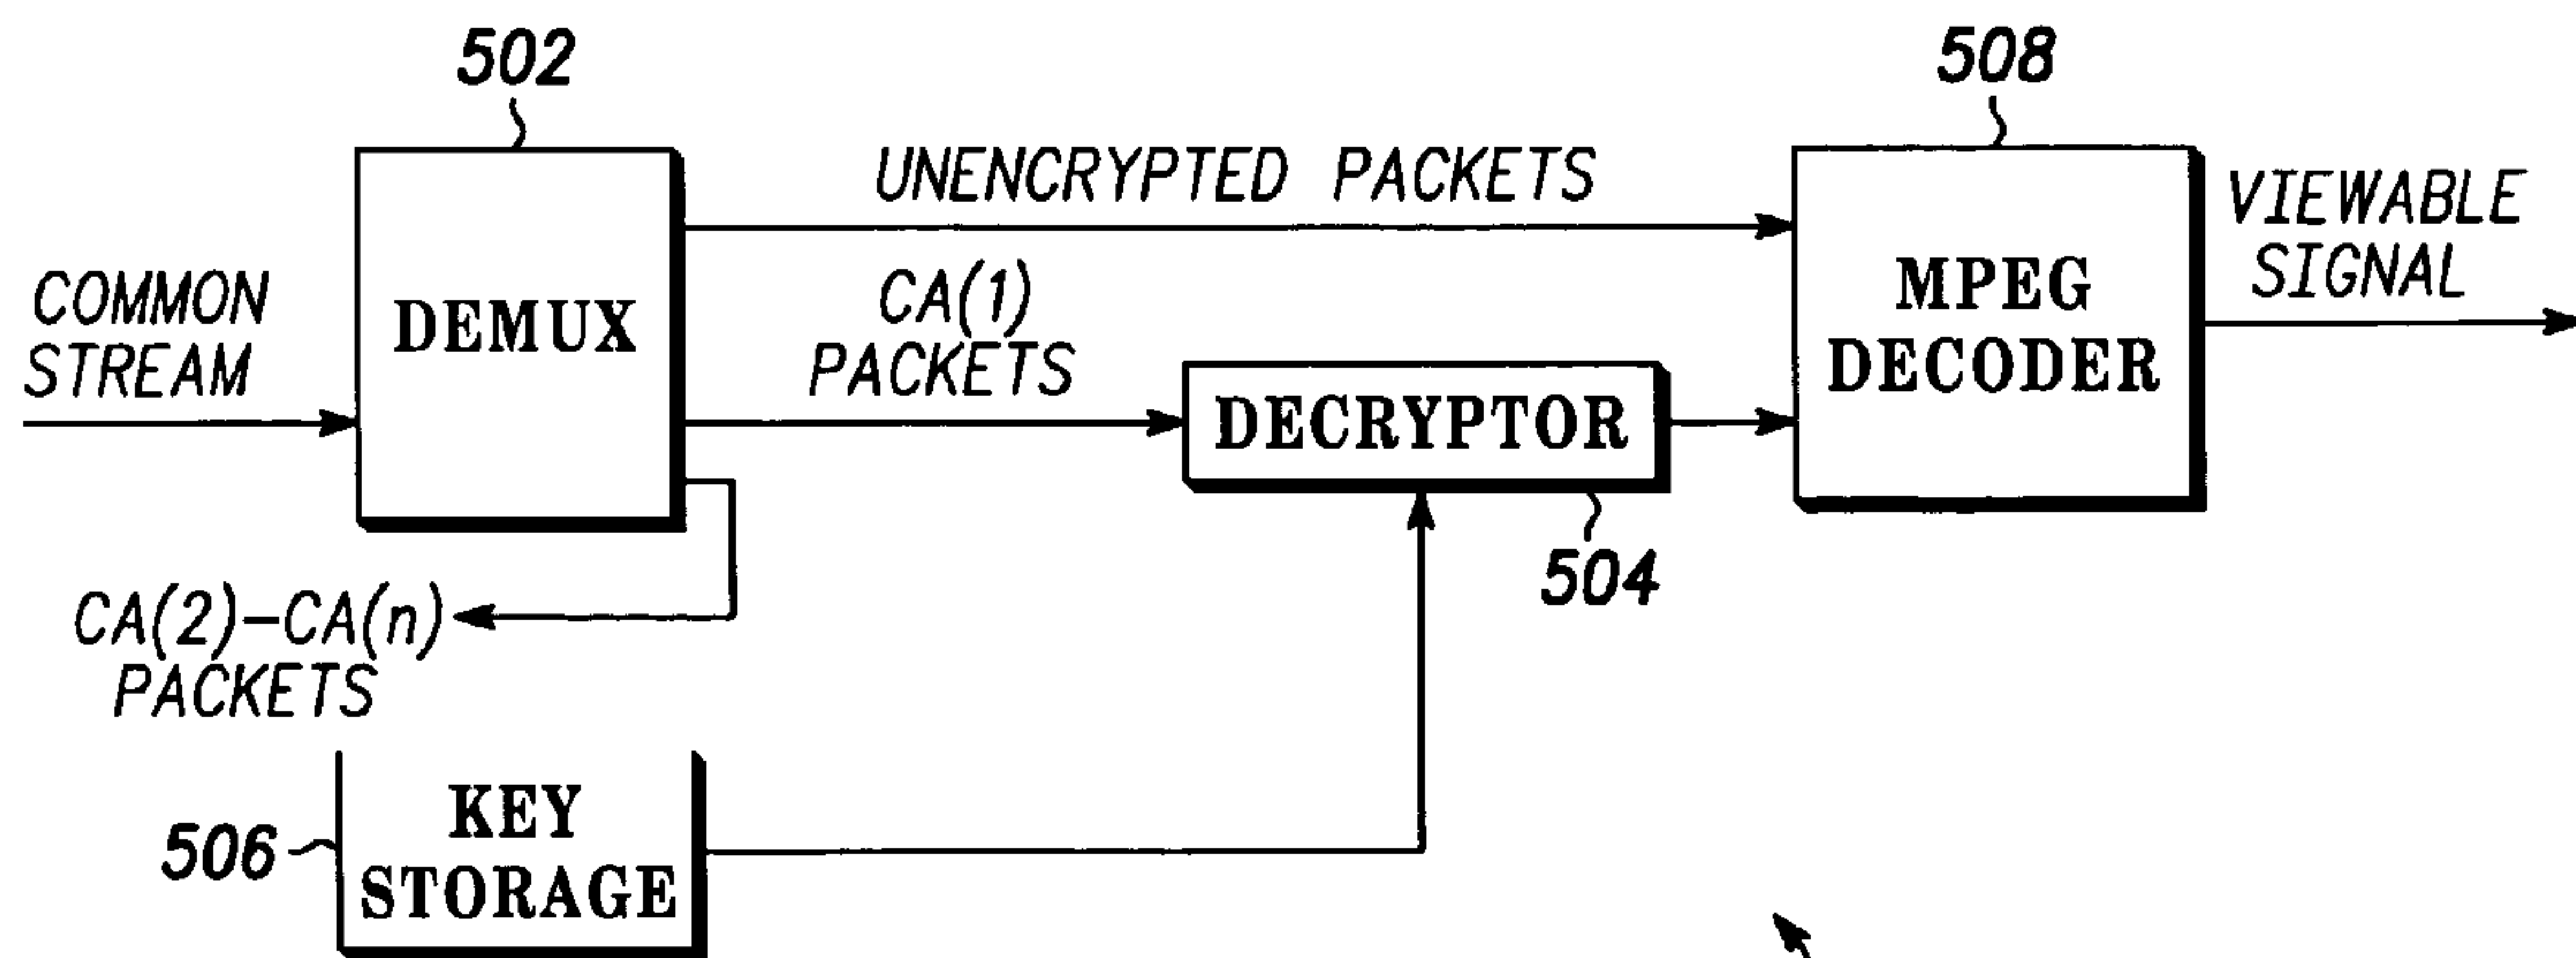 502
508
UNENCRYPTED PACKETS
VIEWABLE
SIGNAL
COMMON
STREAM
DEMUX
CA(1)
PACKETS
MPEG
DECODER
DECRYPTOR
504
CA(2)-CA(n)
PACKETS
506
KEY
STORAGE